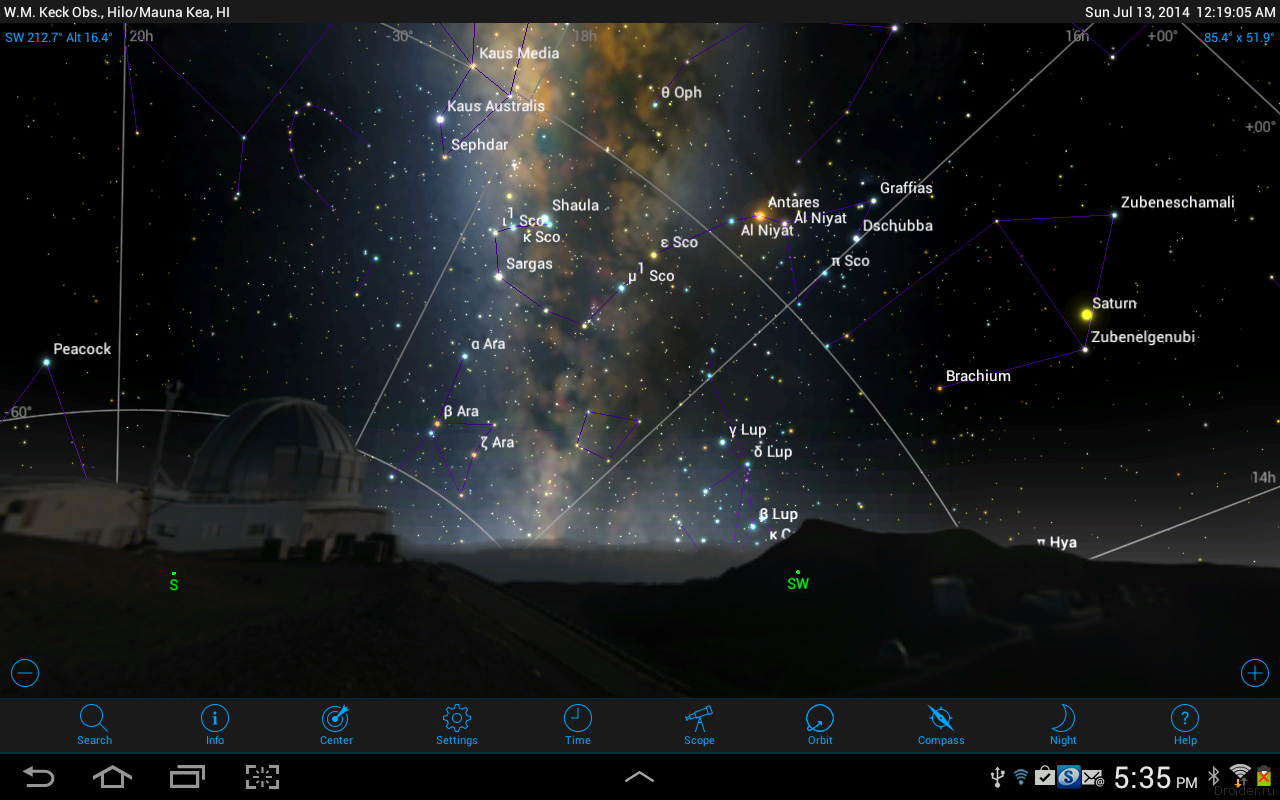 W.M. Keck Obs., Hilo/Mauna Kea, HI
Sun Jul 13, 2014 12:19:05 AM
SW 212.7° Alt 16.4°
20h
-30°
18h
16h
+00°
85.4° x 51.9°
Kaus Media
θ Oph
Kaus Australis
+00°
Sephdar
Graffias
Shaula
Antares
Zubeneschamali
ι¹ Sco
Al Niyat
Al Niyat
κ Sco
Dschubba
ε Sco
Sargas
μ¹ Sco
π Sco
Saturn
α Ara
Zubenelgenubi
Peacock
Brachium
-60°
β Ara
γ Lup
ζ Ara
δ Lup
14h
β Lup
κ C
π Hya
S
SW
Search
Info
Center
Settings
Time
Scope
Orbit
Compass
Night
Help
5:35 PM
Droider.ru